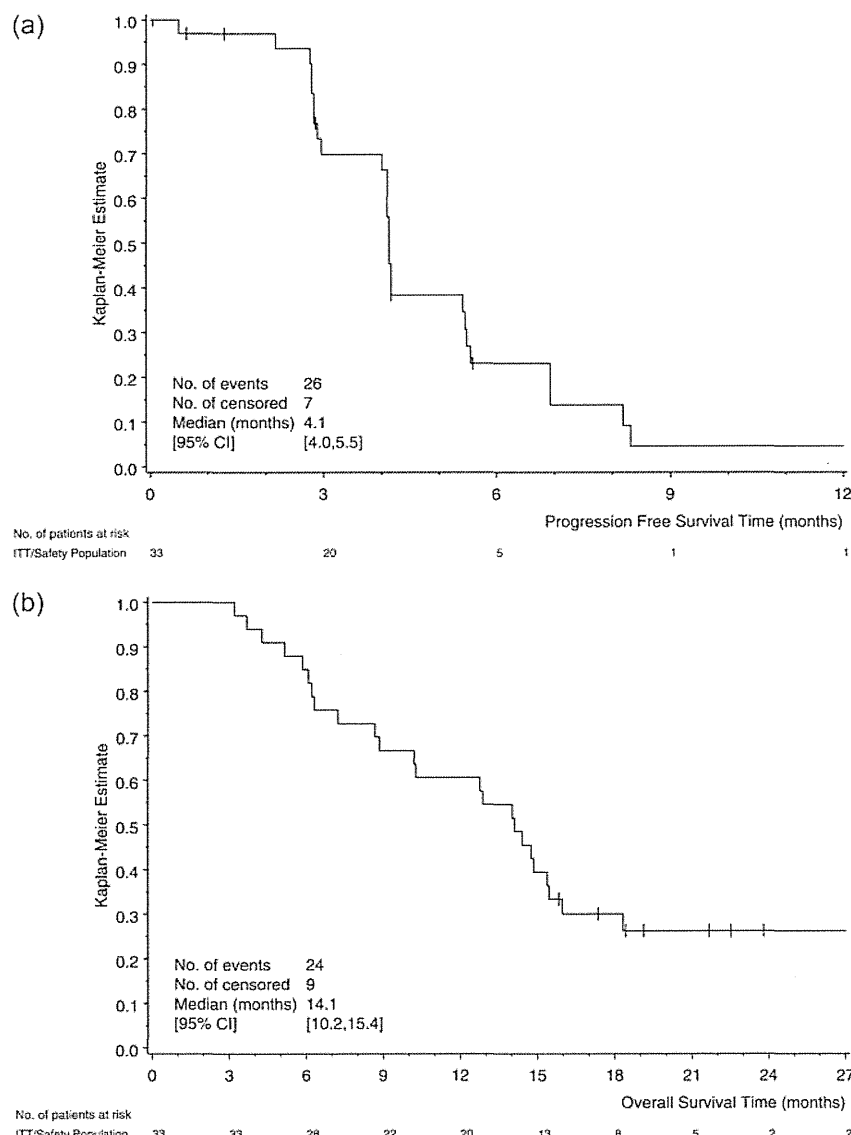 (a)
1.0
0.9
0.8
0.7
0.6
0.5
0.4
0.3
0.2
0.1
0.0
Kaplan-Meier Estimate
No. of events 26
No. of censored 7
Median (months) 4.1
[95% CI] [4.0,5.5]
0 3 6 9 12
Progression Free Survival Time (months)
No. of patients at risk
ITT/Safety Population 33 20 5 1 1
(b)
1.0
0.9
0.8
0.7
0.6
0.5
0.4
0.3
0.2
0.1
0.0
Kaplan-Meier Estimate
No. of events 24
No. of censored 9
Median (months) 14.1
[95% CI] [10.2,15.4]
0 3 6 9 12 15 18 21 24 27
Overall Survival Time (months)
No. of patients at risk
ITT/Safety Population 33 33 28 22 20 13 8 5 2 2